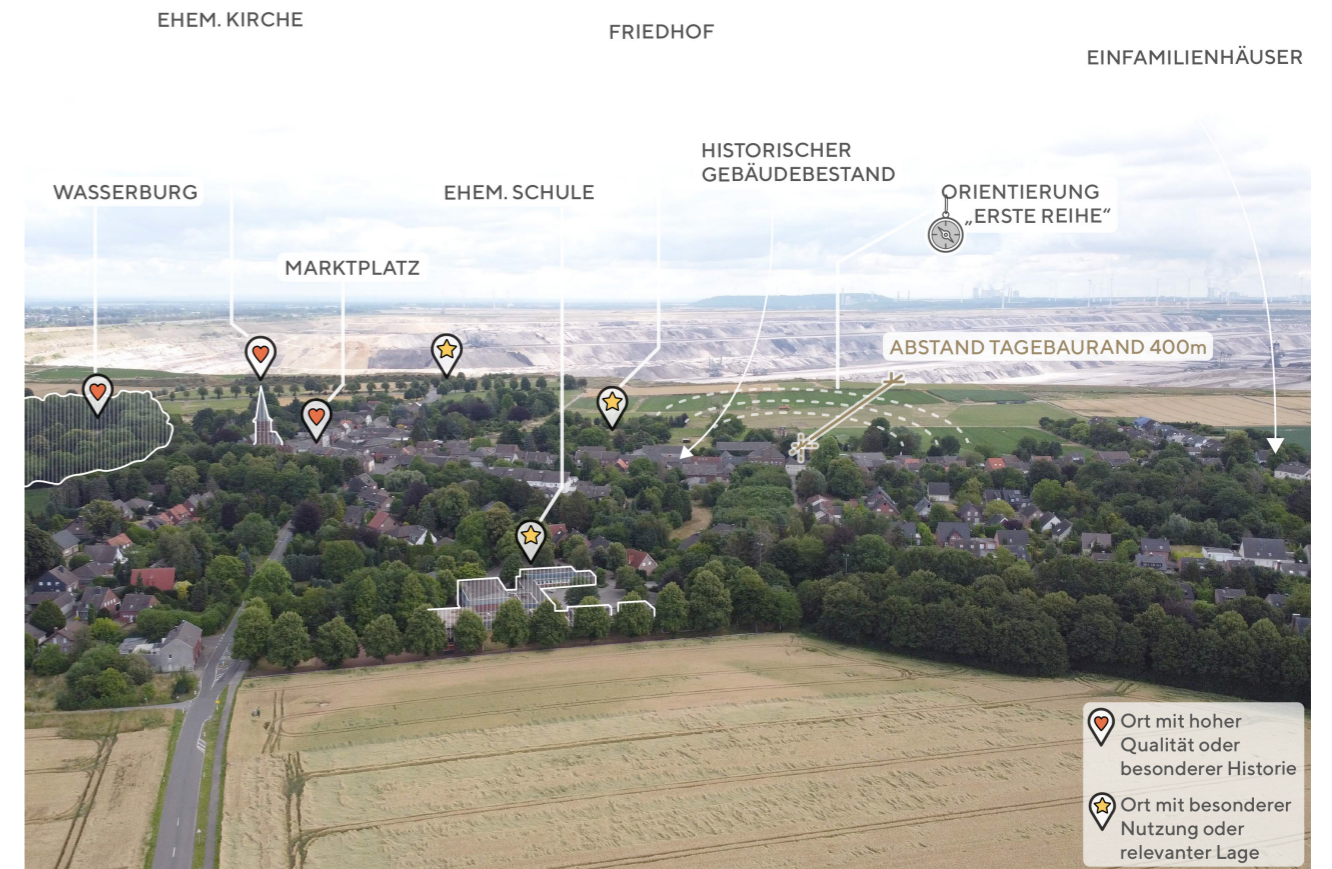 EHEM. KIRCHE
FRIEDHOF
EINFAMILIENHÄUSER
HISTORISCHER
GEBÄUDEBESTAND
WASSERBURG
EHEM. SCHULE
ORIENTIERUNG
„ERSTE REIHE“
MARKTPLATZ
ABSTAND TAGEBAURAND 400m
Ort mit hoher
Qualität oder
besonderer Historie
Ort mit besonderer
Nutzung oder
relevanter Lage